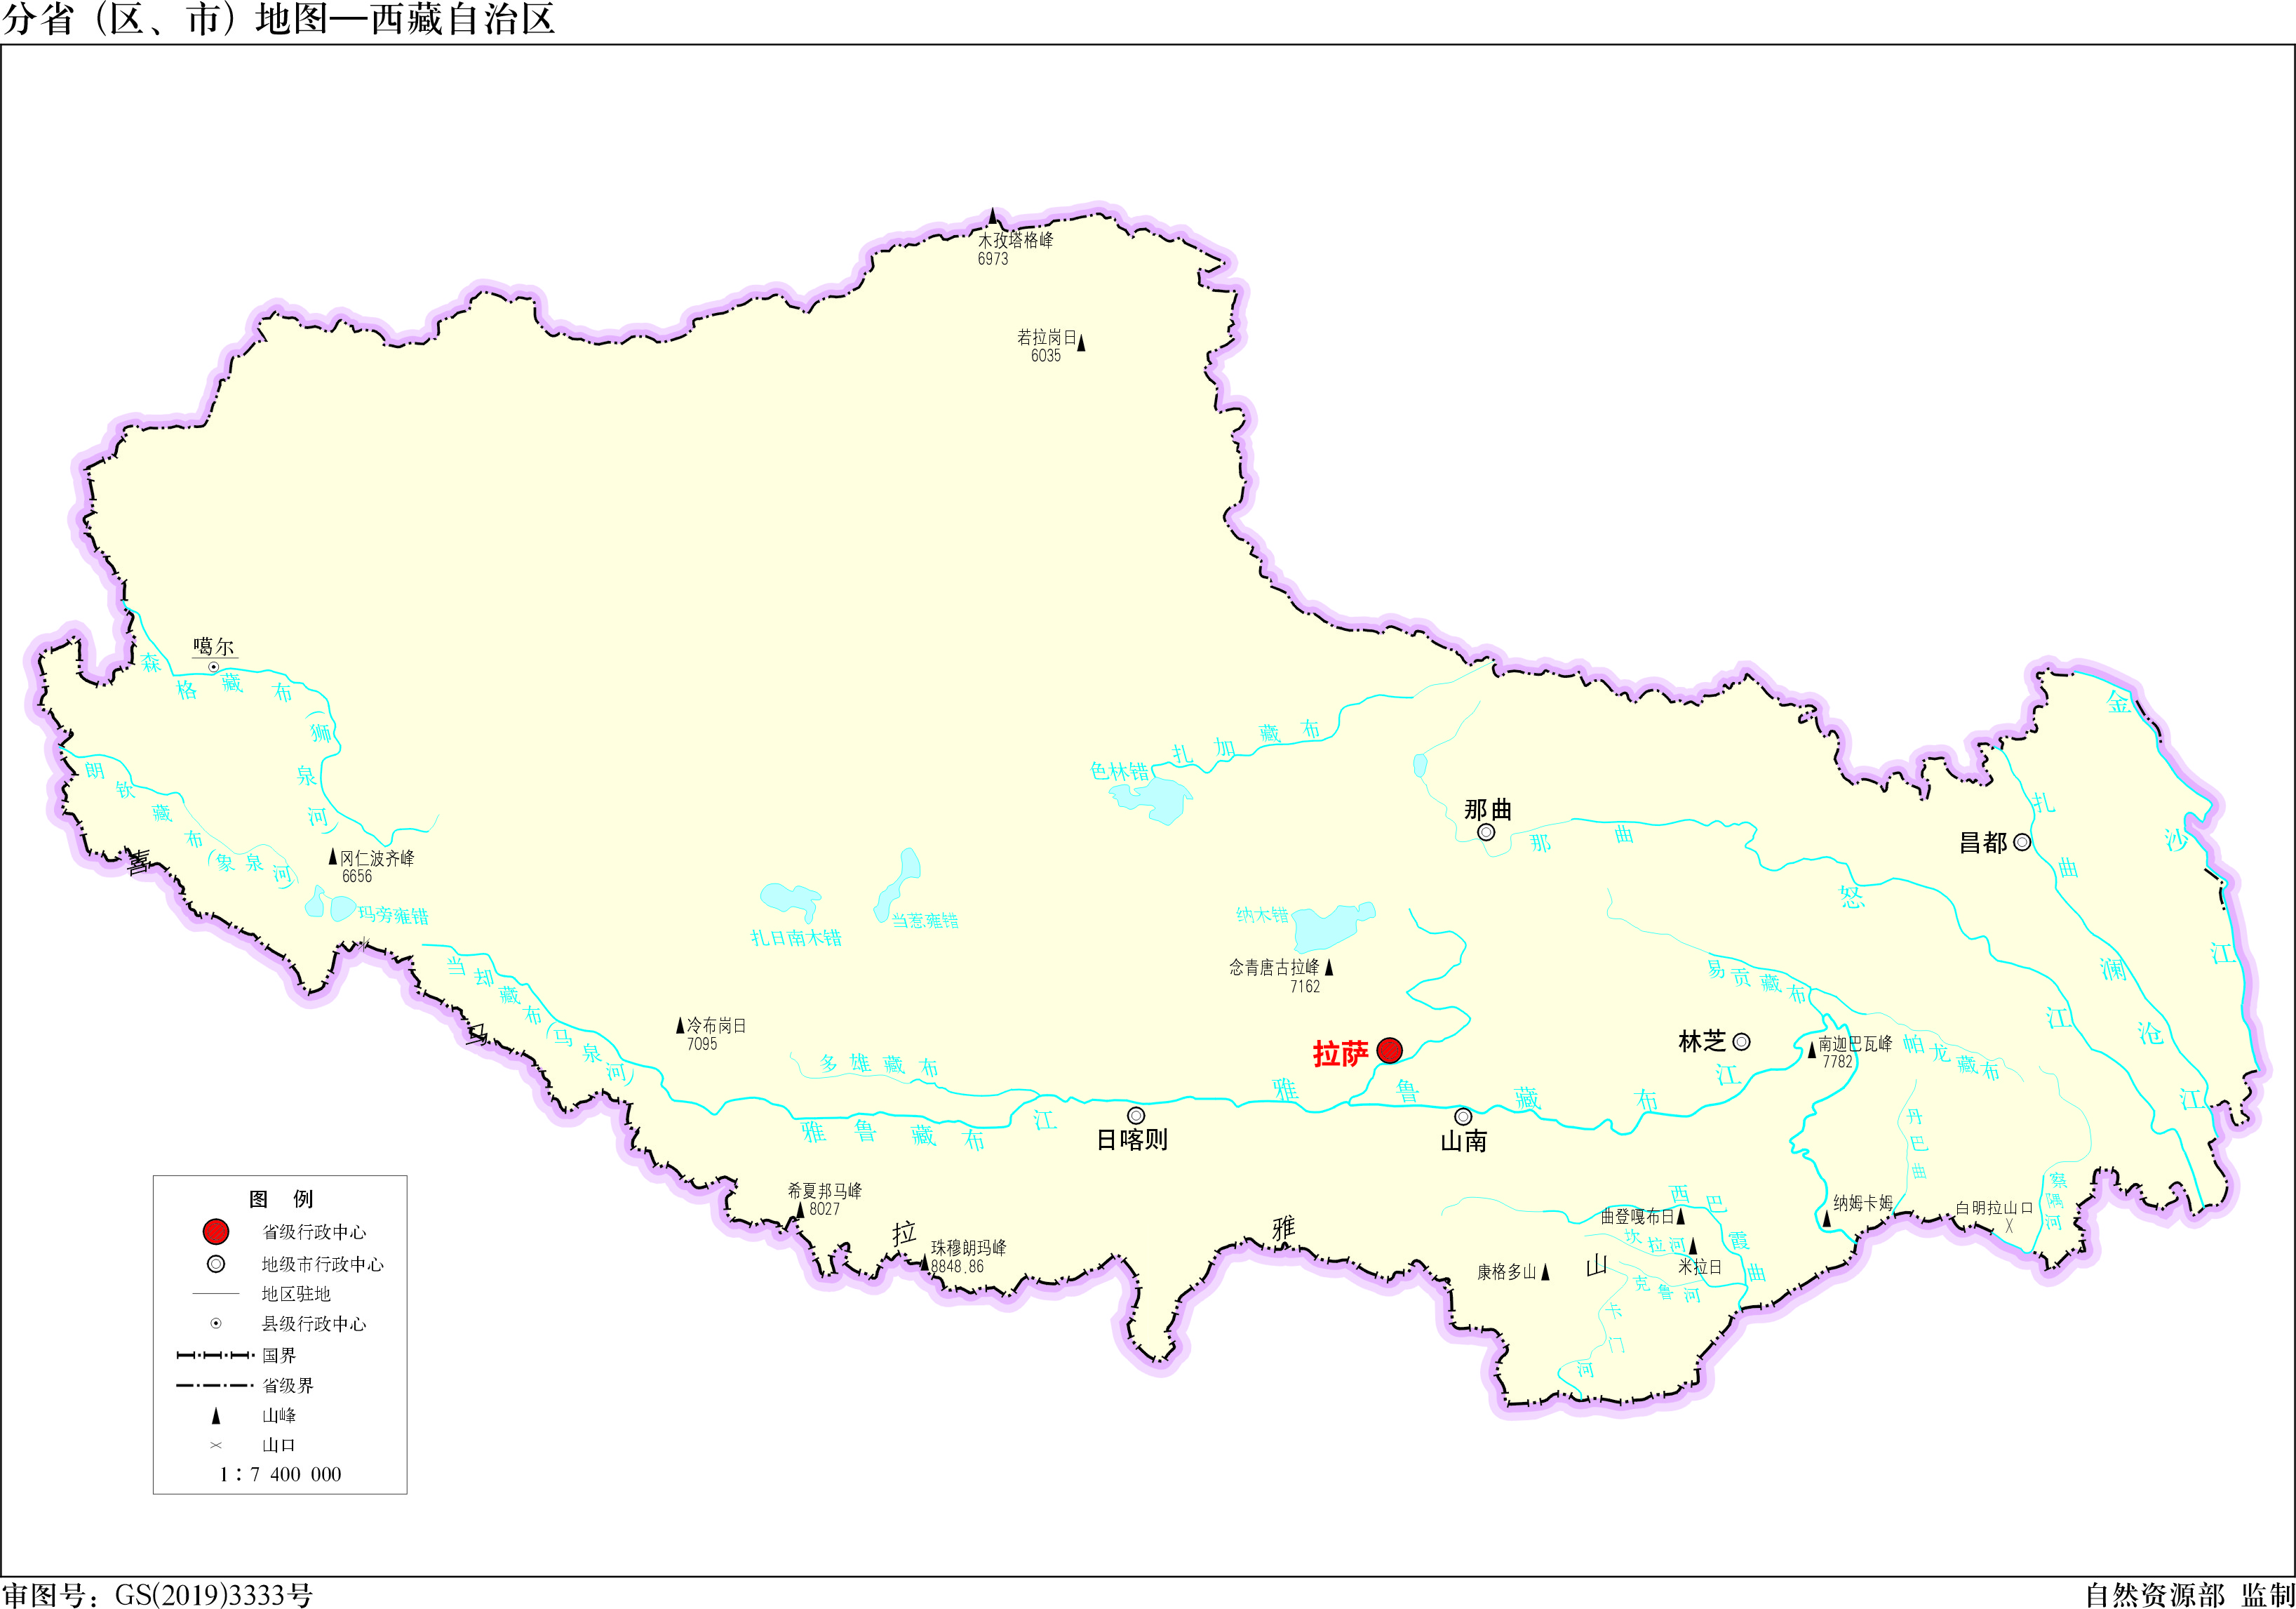 分省（区、市）地图—西藏自治区
木孜塔格峰
6973
若拉岗日
6035
噶尔
森格藏布（狮泉河）
朗钦藏布（象泉河）
冈仁波齐峰
6656
玛旁雍错
喜马拉雅山
当却藏布（马泉河）
冷布岗日
7095
扎日南木错
当惹雍错
色林错
扎加藏布
那曲
那曲
怒江
昌都
扎曲
澜沧江
金沙江
纳木错
念青唐古拉峰
7162
拉萨
林芝
易贡藏布
南迦巴瓦峰
7782
帕龙藏布
多雄藏布
雅鲁藏布江
雅鲁藏布江
日喀则
山南
丹巴曲
察隅河
白明拉山口
纳姆卡姆
西巴霞曲
曲登嘎布日
坎拉河
米拉日
康格多山
克鲁河
卡门河
希夏邦马峰
8027
珠穆朗玛峰
8848.86
图 例
省级行政中心
地级市行政中心
地区驻地
县级行政中心
国界
省级界
山峰
山口
1：7 400 000
审图号：GS(2019)3333号
自然资源部 监制